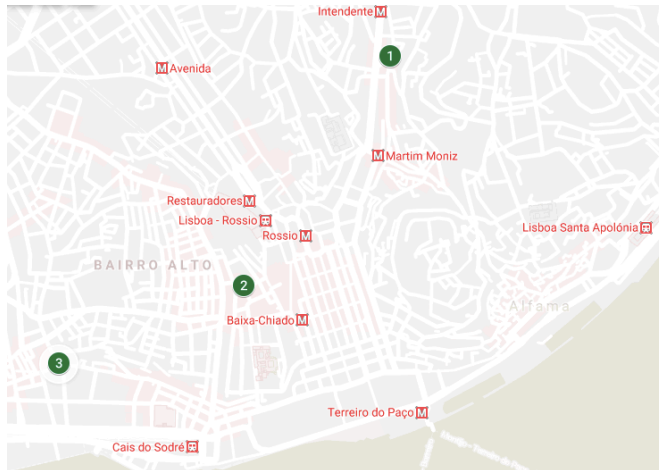 Intendente M
1
M Avenida
M Martim Moniz
Restauradores M
Lisboa - Rossio
Rossio M
Lisboa Santa Apolónia
BAIRRO ALTO
2
Alfama
Baixa-Chiado M
3
Terreiro do Paço M
Cais do Sodré